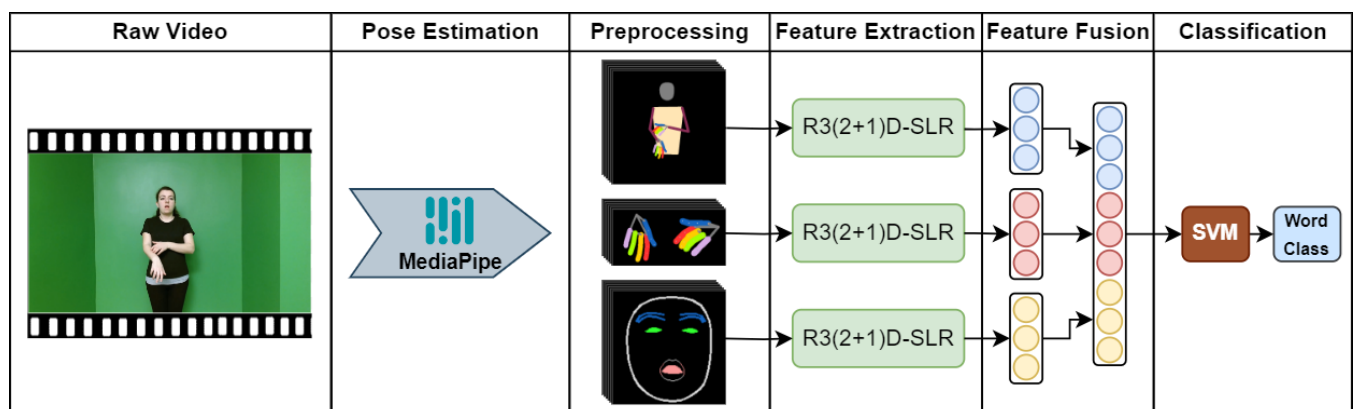 Raw Video
Pose Estimation
Preprocessing
Feature Extraction
Feature Fusion
Classification
MediaPipe
R3(2+1)D-SLR
R3(2+1)D-SLR
R3(2+1)D-SLR
SVM
Word
Class